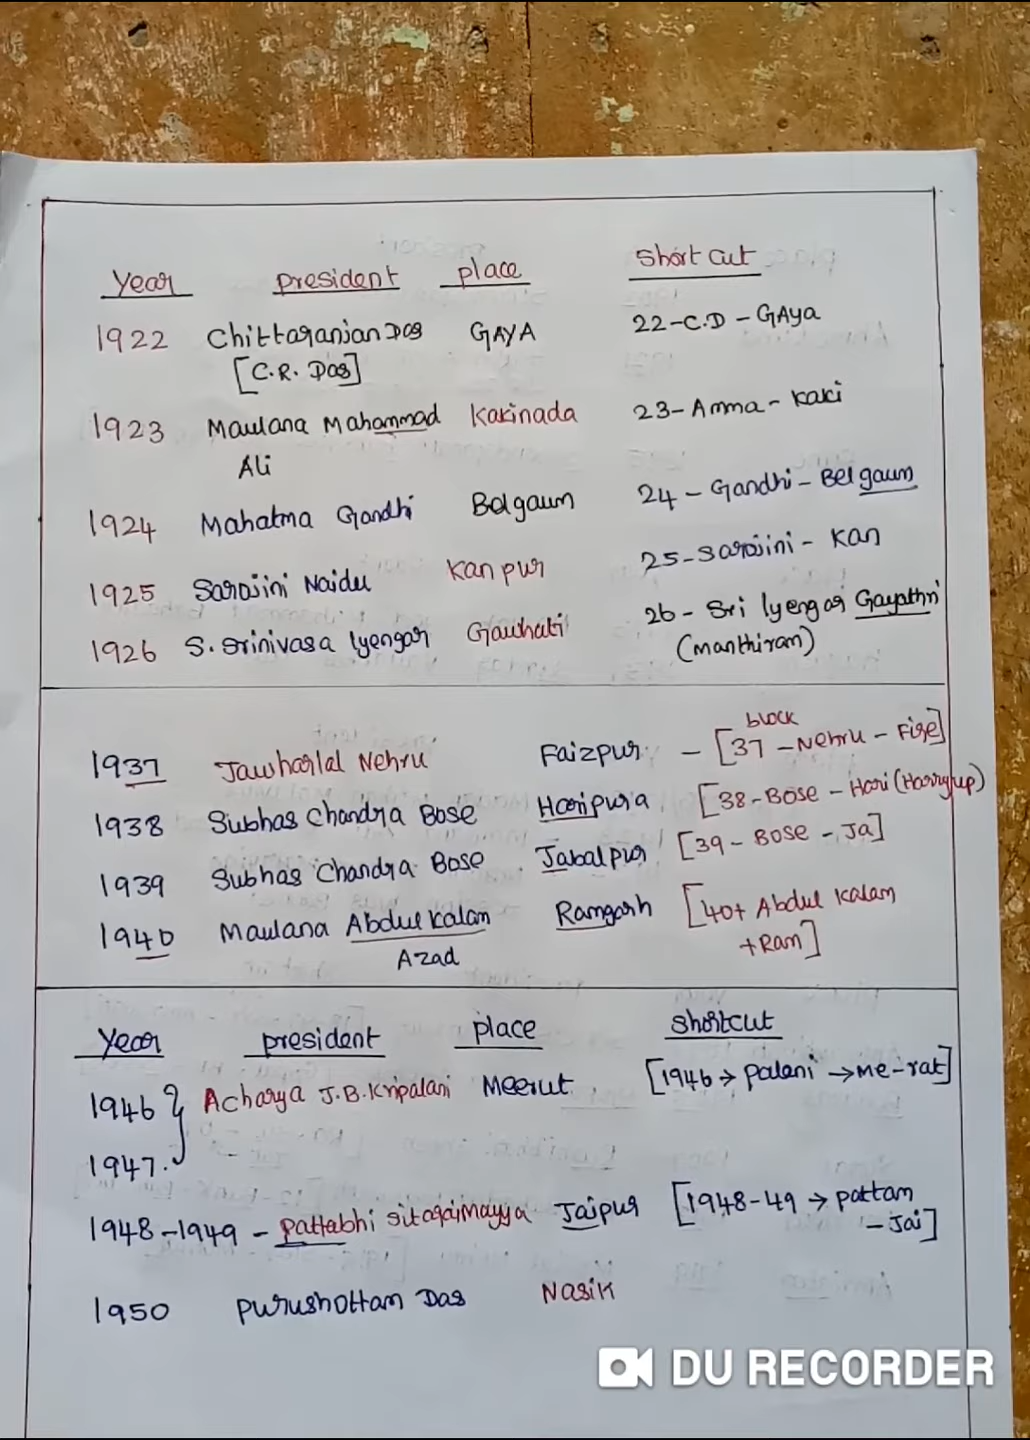 Year president place Short cut
1922 Chittaranjan Das GAYA 22-C.D - GAya
[C.R. Das]
1923 Maulana Mahammad Kakinada 23-Amma - kaki
Ali
1924 Mahatma Gandhi Belgaum 24 - Gandhi - Belgaum
1925 Sarojini Naidu Kanpur 25-Sarojini - Kan
1926 S. Srinivasa Iyengar Gauhati 26 - Sri Iyengar Gayathri
(Manthiram)
block
1937 Jawharlal Nehru Faizpur - [37 - Nehru - Fire]
1938 Subhas Chandra Bose Haripura [38-Bose - Hari (Harryup)
1939 Subhas Chandra Bose Jabalpur [39 - Bose - Ja]
1940 Maulana Abdul kalam Ramgarh [40+ Abdul Kalam
Azad +Ram]
Year president place Shortcut
1946 } Acharya J.B. Kripalani Meerut [1946 → palani → Me-rat]
1947.
1948-1949 - pattabhi sitaraimayya Jaipur [1948-49 → pattam
- Jai]
1950 purushottam Das Nasik
DU RECORDER